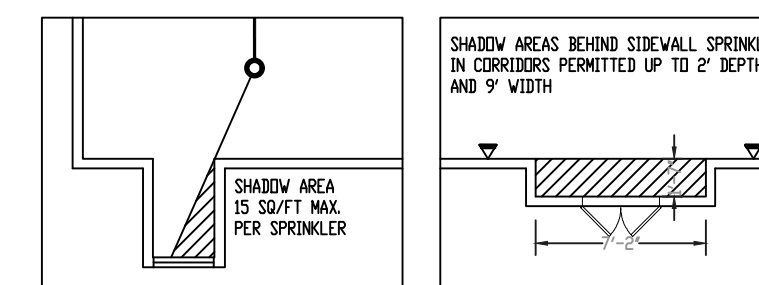 SHADOW AREA
15 SQ/FT MAX.
PER SPRINKLER
SHADOW AREAS BEHIND SIDEWALL SPRINKL
IN CORRIDORS PERMITTED UP TO 2' DEPTH
AND 9' WIDTH
7'-2"